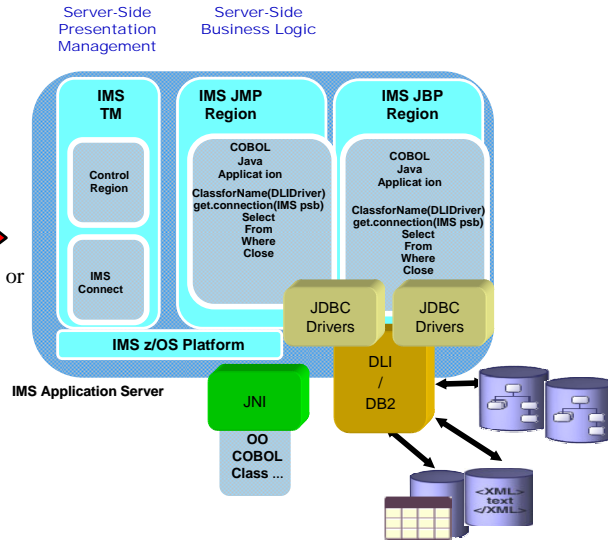 Server-Side
Presentation
Management
Server-Side
Business Logic
IMS
TM
Control
Region
IMS
Connect
IMS JMP
Region
COBOL
Java
Applicat ion
ClassforName(DLIDriver)
get.connection(IMS psb)
Select
From
Where
Close
IMS JBP
Region
COBOL
Java
Applicat ion
ClassforName(DLIDriver)
get.connection(IMS psb)
Select
From
Where
Close
or
JDBC
Drivers
JDBC
Drivers
IMS z/OS Platform
IMS Application Server
DLI
/
DB2
JNI
OO
COBOL
Class ...
<XML>
text
</XML>